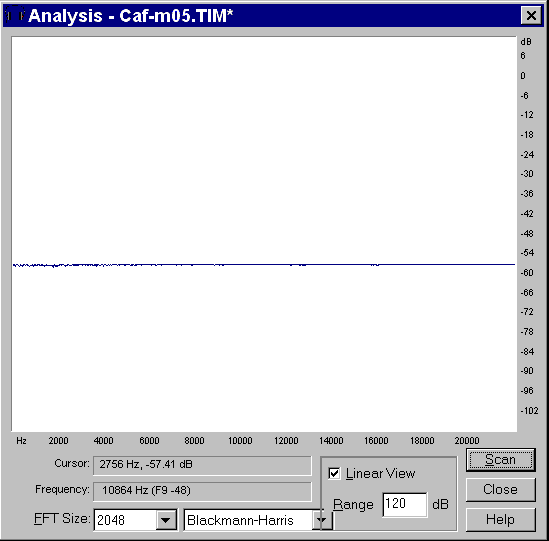 Analysis - Caf-m05.TIM*
dB
6
0
-6
-12
-18
-24
-30
-36
-42
-48
-54
-60
-66
-72
-78
-84
-90
-96
-102
Hz 2000 4000 6000 8000 10000 12000 14000 16000 18000 20000
Cursor: 2756 Hz, -57.41 dB
Frequency: 10864 Hz (F9 -48)
FFT Size: 2048 Blackmann-Harris
Linear View
Range 120 dB
Scan
Close
Help